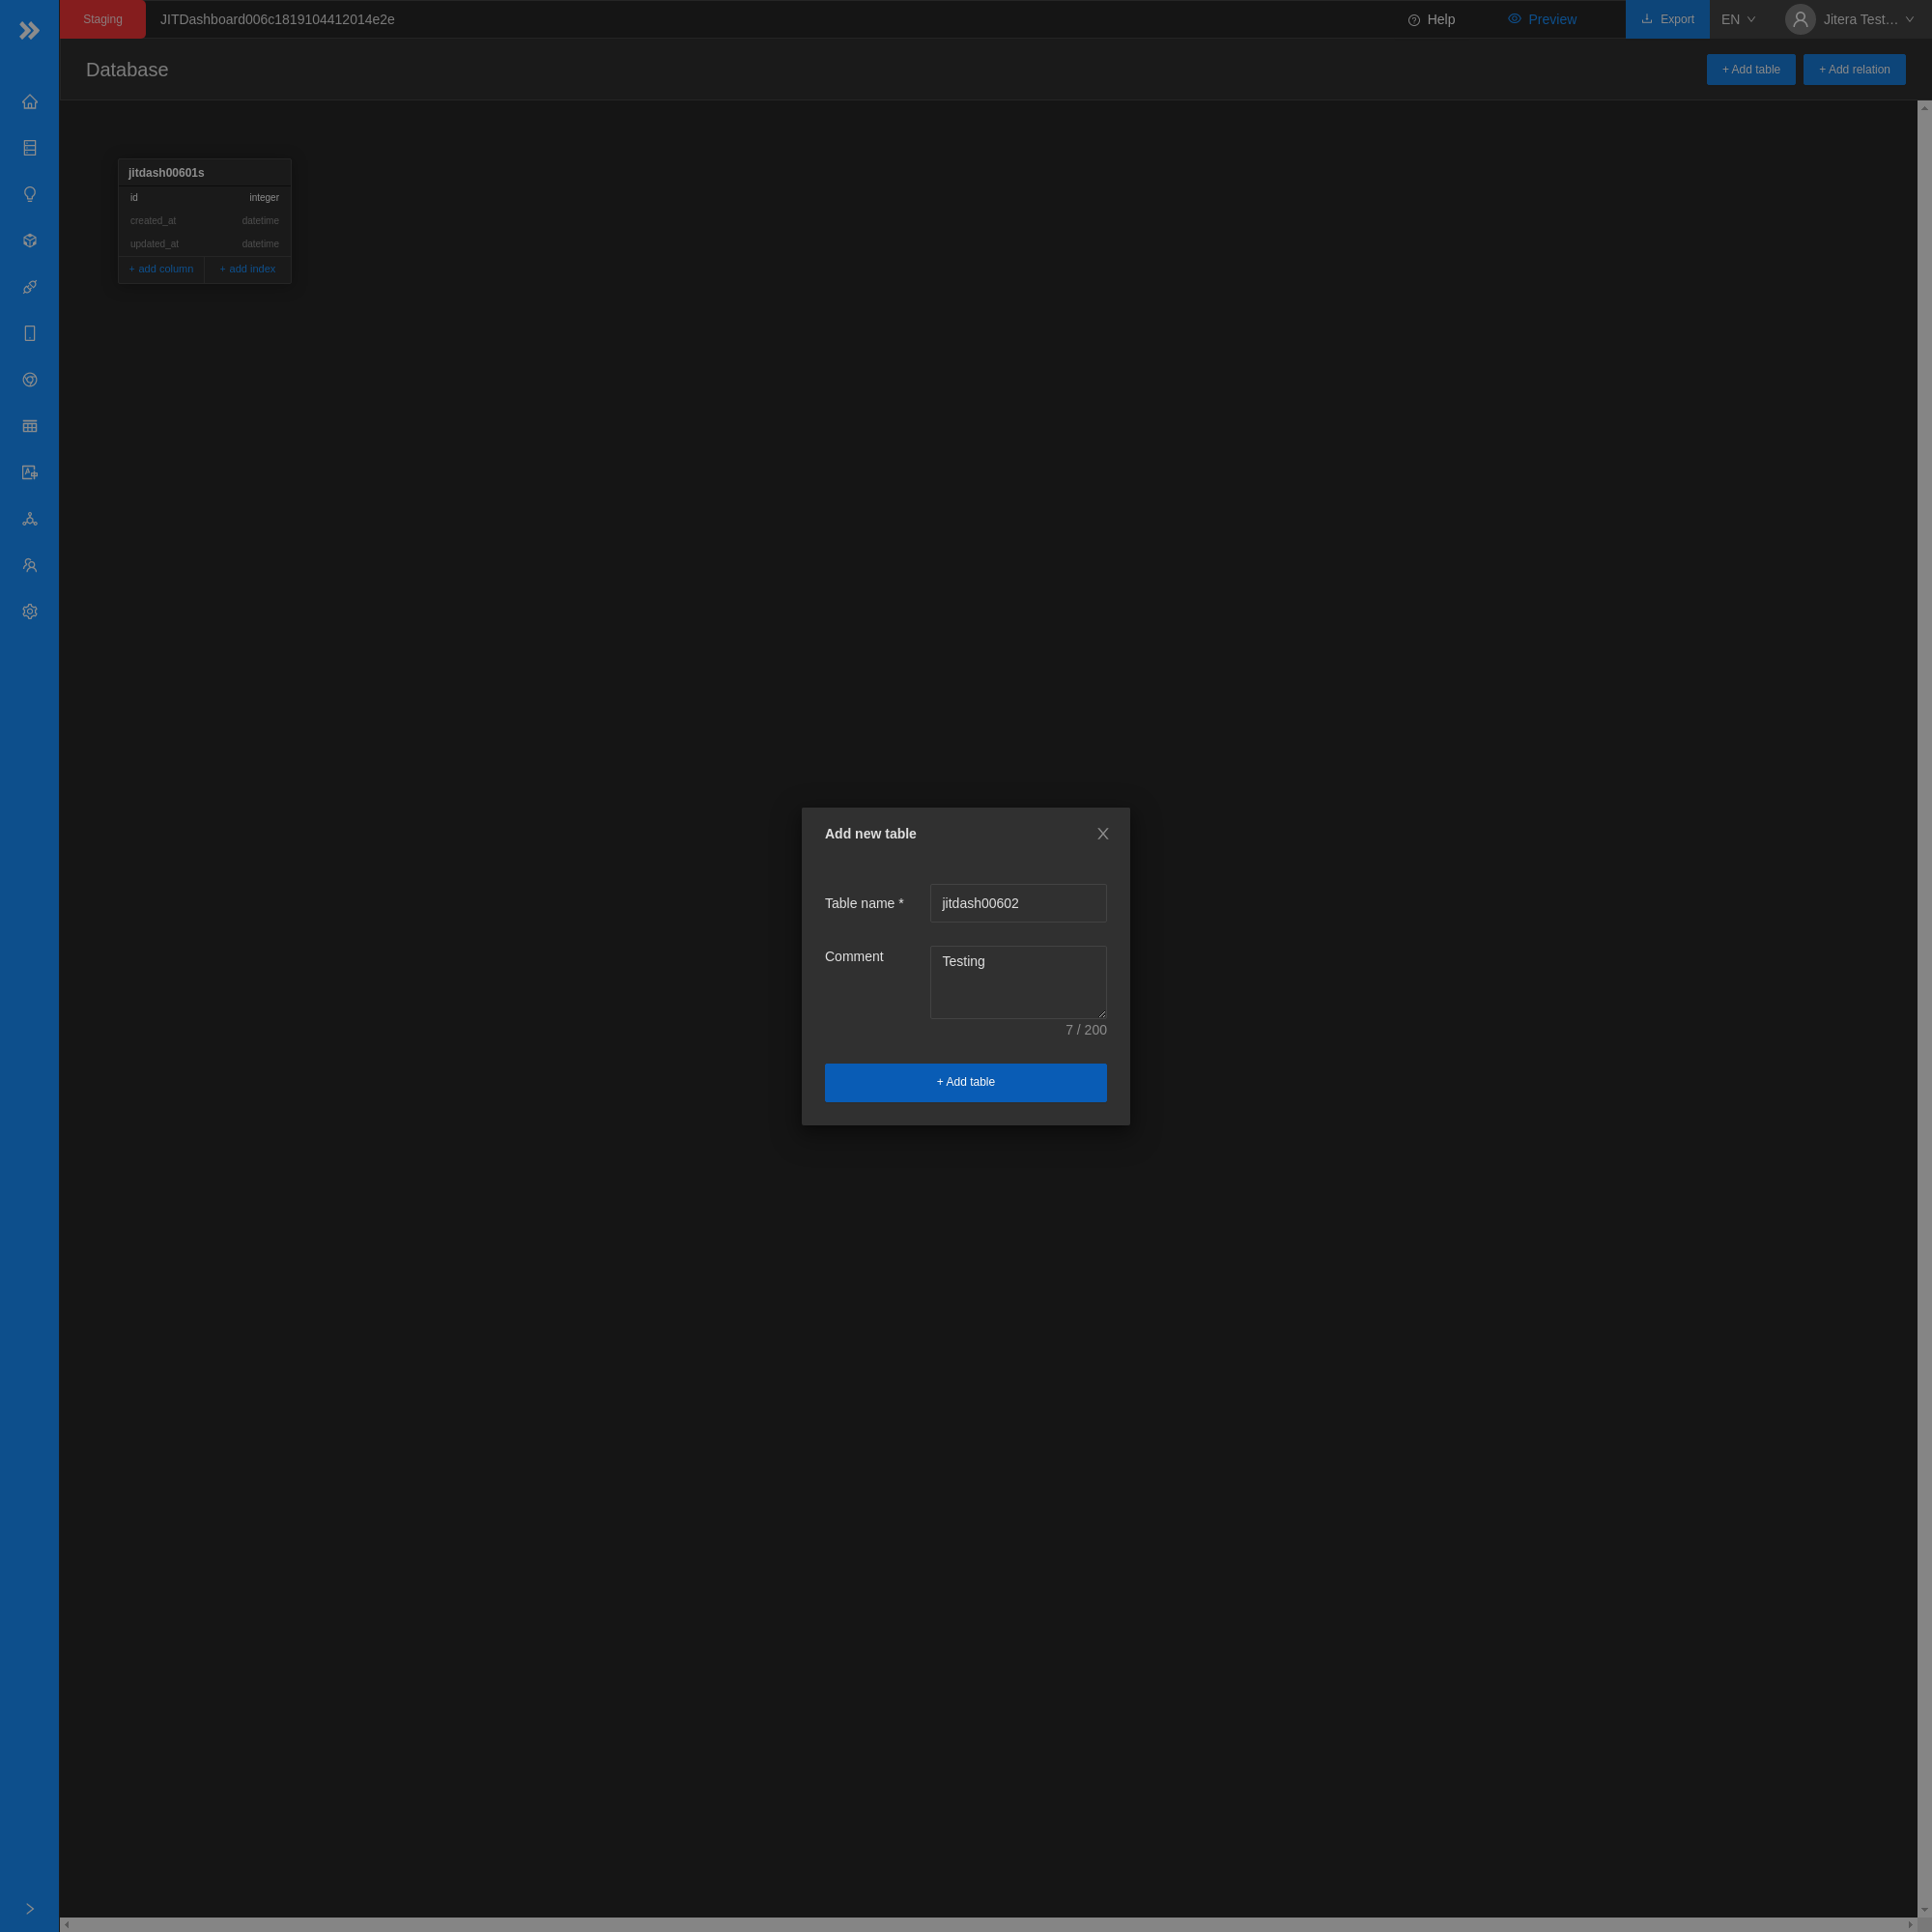 Staging
JITDashboard006c1819104412014e2e
Help
Preview
Export
EN
Jitera Test…
Database
+ Add table
+ Add relation
jitdash00601s
id integer
created_at datetime
updated_at datetime
+ add column + add index
Add new table
Table name * jitdash00602
Comment Testing
7 / 200
+ Add table